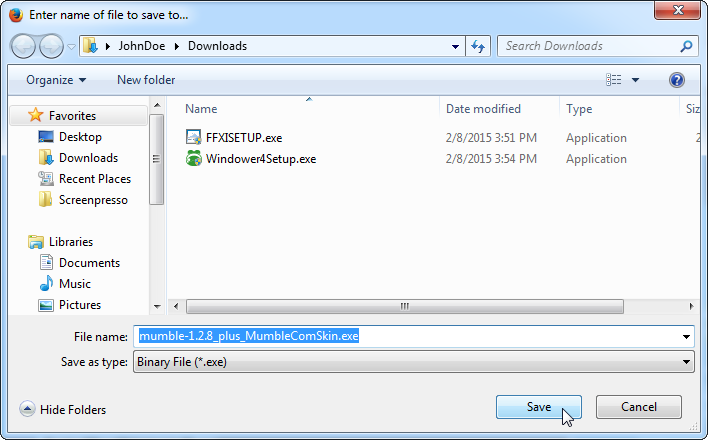 Enter name of file to save to...
JohnDoe Downloads Search Downloads
Organize New folder
Favorites
Desktop
Downloads
Recent Places
Screenpresso
Libraries
Documents
Music
Pictures
Name Date modified Type Siz
FFXISETUP.exe 2/8/2015 3:51 PM Application 2
Windower4Setup.exe 2/8/2015 3:54 PM Application
File name: mumble-1.2.8_plus_MumbleComSkin.exe
Save as type: Binary File (*.exe)
Hide Folders Save Cancel